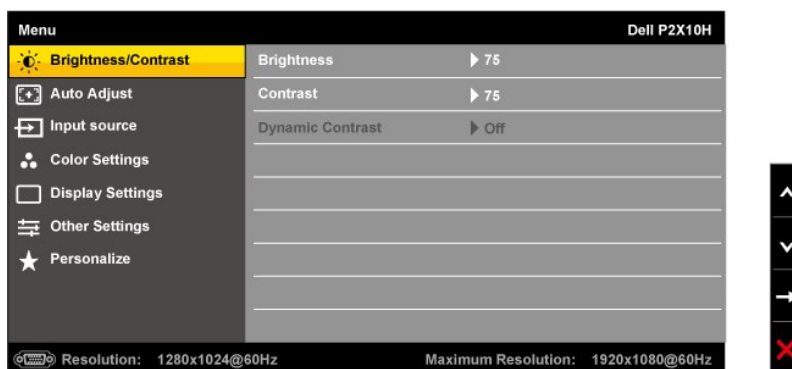 Menu Dell P2X10H
Brightness/Contrast Brightness 75
Auto Adjust Contrast 75
Input source Dynamic Contrast Off
Color Settings
Display Settings
Other Settings
Personalize
Resolution: 1280x1024@60Hz Maximum Resolution: 1920x1080@60Hz